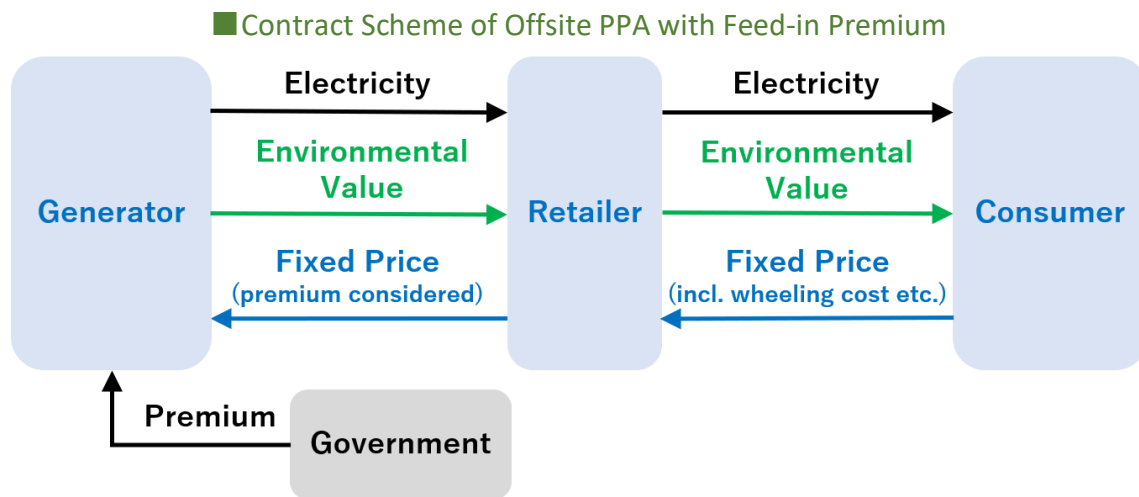 ■Contract Scheme of Offsite PPA with Feed-in Premium
Electricity
Electricity
Environmental
Value
Environmental
Value
Generator
Retailer
Consumer
Fixed Price
(premium considered)
Fixed Price
(incl. wheeling cost etc.)
Premium
Government